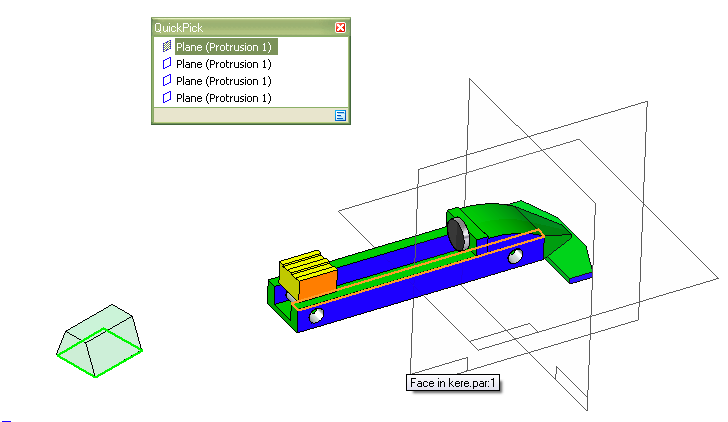 QuickPick
Plane (Protrusion 1)
Plane (Protrusion 1)
Plane (Protrusion 1)
Plane (Protrusion 1)
Face in kere.par:1